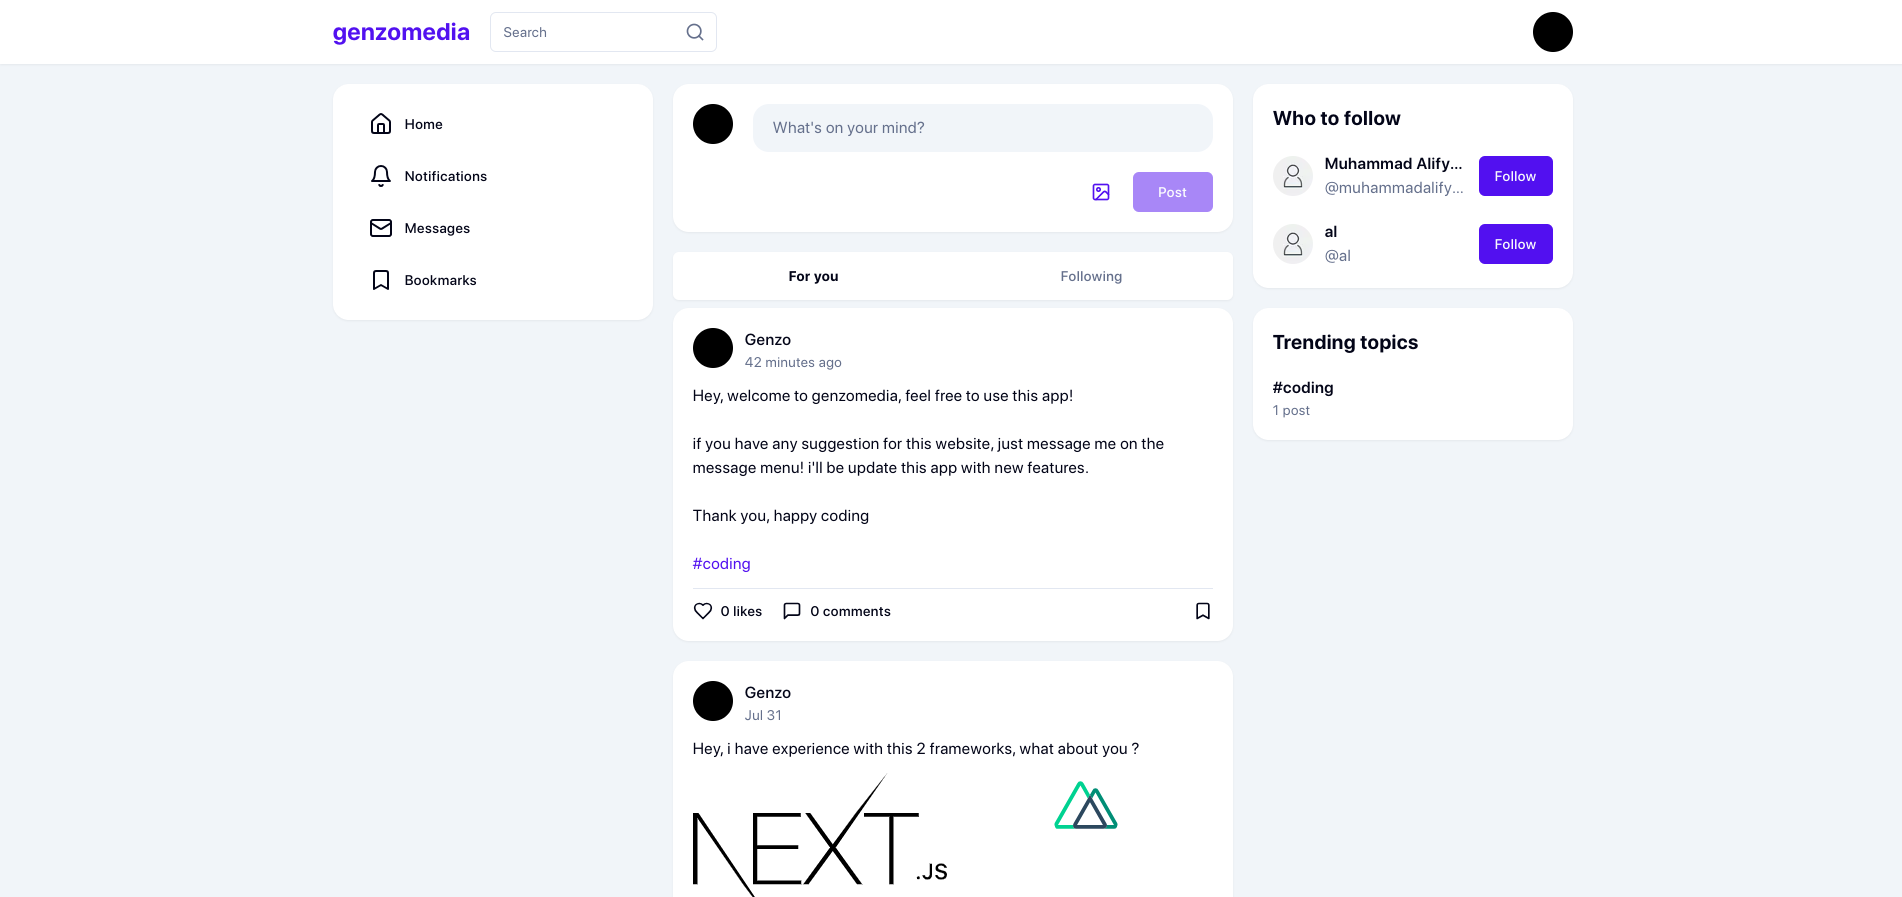 genzomedia
Search
Home
Notifications
Messages
Bookmarks
What's on your mind?
Post
For you
Following
Genzo
42 minutes ago
Hey, welcome to genzomedia, feel free to use this app!
if you have any suggestion for this website, just message me on the
message menu! i'll be update this app with new features.
Thank you, happy coding
#coding
0 likes
0 comments
Genzo
Jul 31
Hey, i have experience with this 2 frameworks, what about you ?
NEXT.JS
Who to follow
Muhammad Alify...
@muhammadalify...
Follow
al
@al
Follow
Trending topics
#coding
1 post